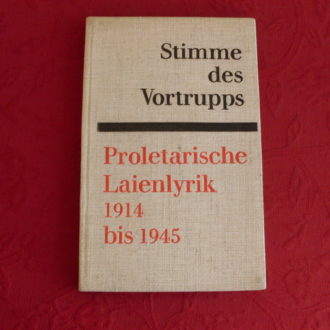 Stimme
des
Vortrupps
Proletarische
Laienlyrik
1914
bis 1945